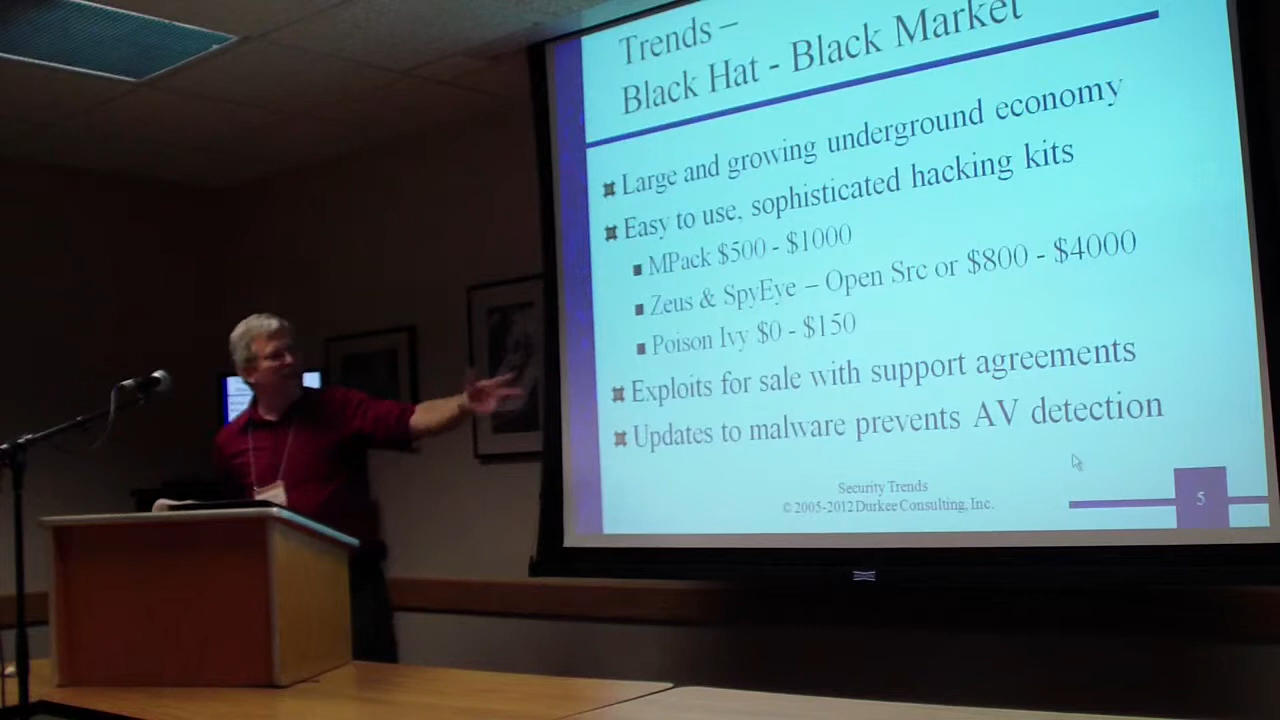 Trends –
Black Hat - Black Market
Large and growing underground economy
Easy to use, sophisticated hacking kits
MPack $500 - $1000
Zeus & SpyEye – Open Src or $800 - $4000
Poison Ivy $0 - $150
Exploits for sale with support agreements
Updates to malware prevents AV detection
Security Trends
© 2005-2012 Durkee Consulting, Inc.
5